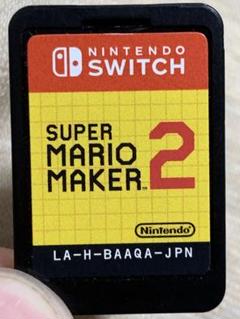 NINTENDO
SWITCH
SUPER
MARIO
MAKER 2
Nintendo
LA-H-BAAQA-JPN